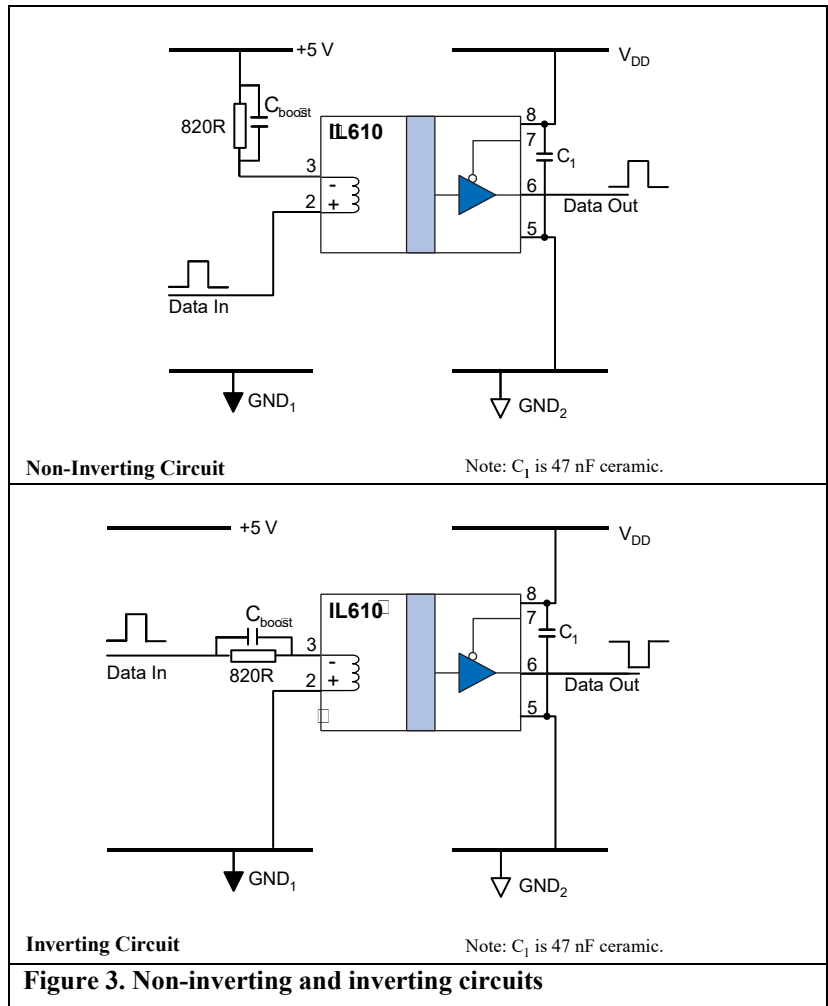 +5 V
V_DD
C_boost
820R
IL610
8
7
C_1
3
-
2
+
6
Data Out
5
Data In
GND_1
GND_2
Non-Inverting Circuit
Note: C_1 is 47 nF ceramic.
+5 V
V_DD
C_boost
IL610
8
7
C_1
3
-
Data In
820R
2
+
6
Data Out
5
GND_1
GND_2
Inverting Circuit
Note: C_1 is 47 nF ceramic.
Figure 3. Non-inverting and inverting circuits